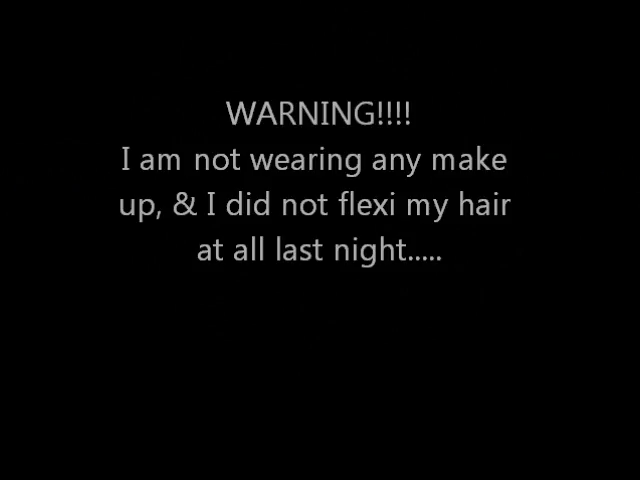 WARNING!!!!
I am not wearing any make
up, & I did not flexi my hair
at all last night.....